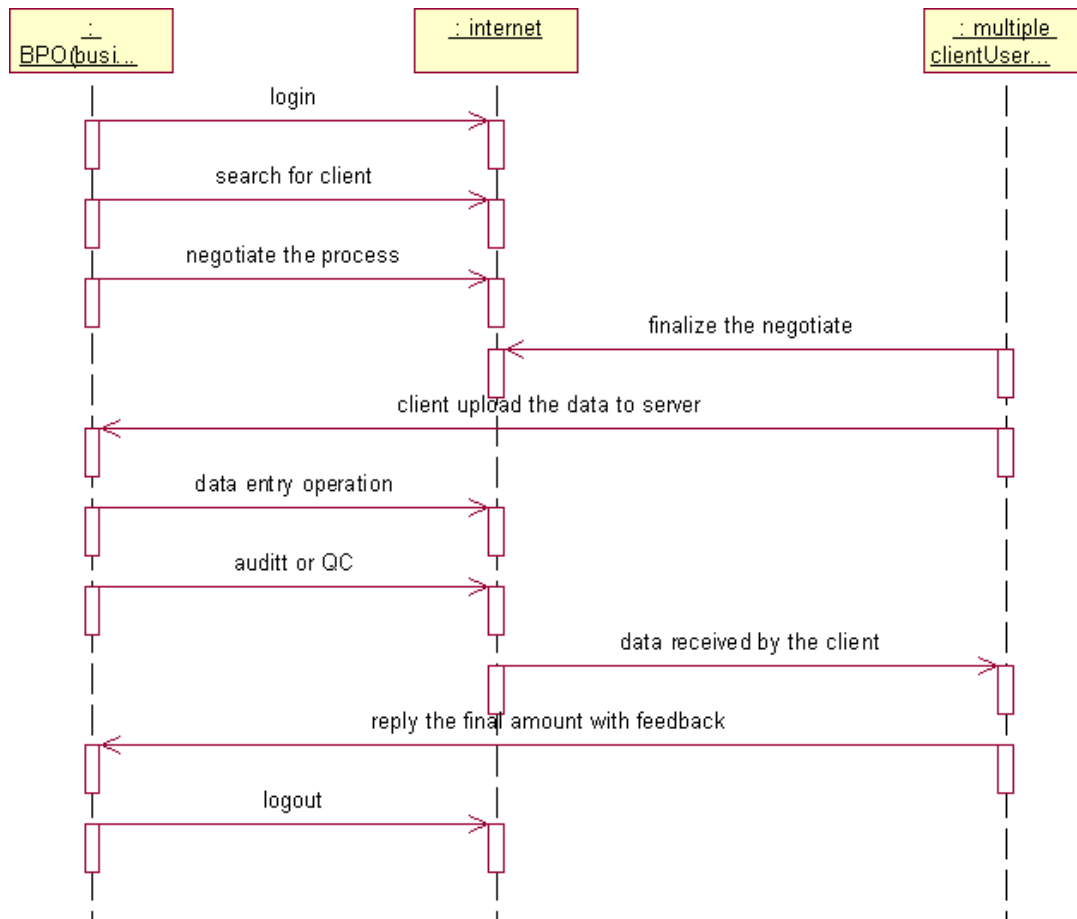 :
BPO(busi...
: internet
: multiple
clientUser...
login
search for client
negotiate the process
finalize the negotiate
client upload the data to server
data entry operation
auditt or QC
data received by the client
reply the final amount with feedback
logout